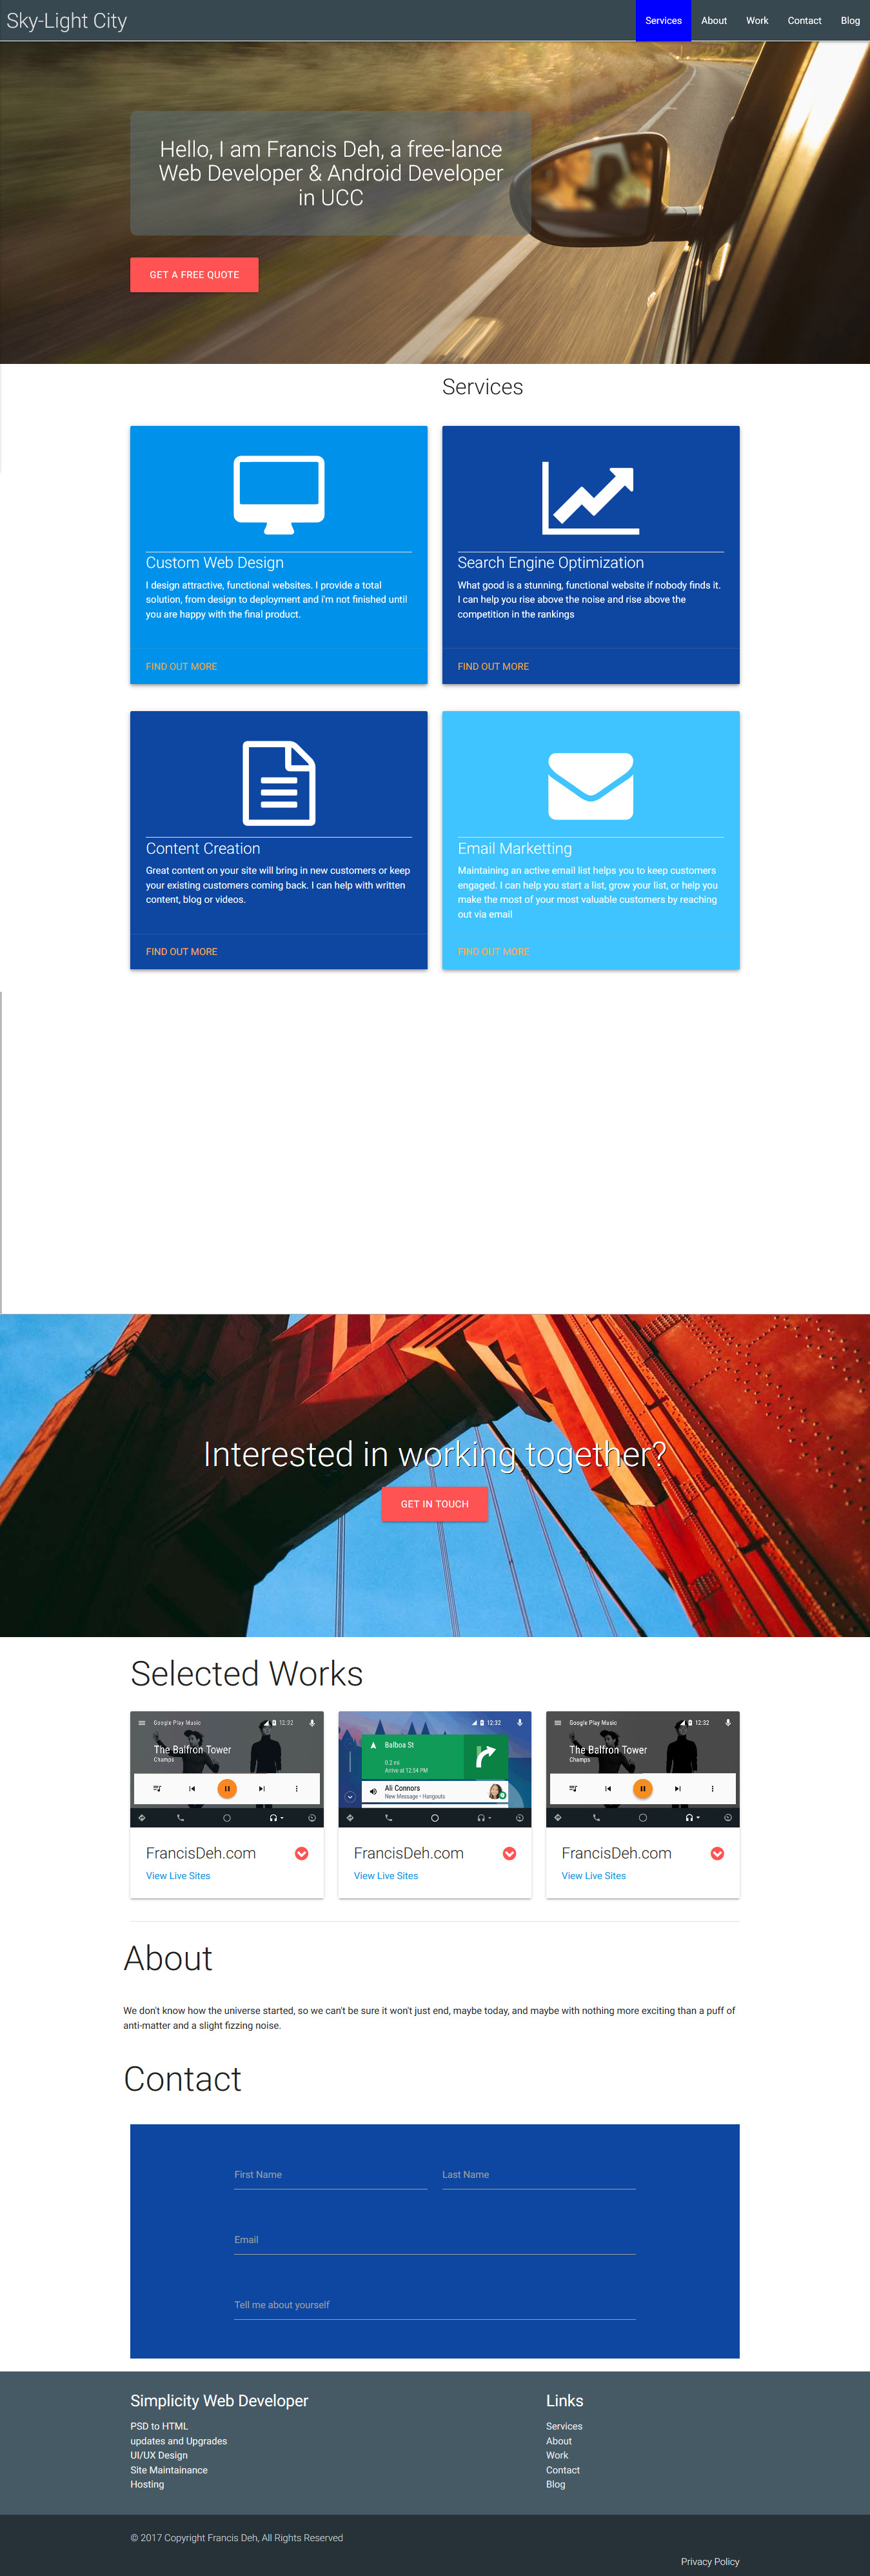 Sky-Light City
Services
About
Work
Contact
Blog
Hello, I am Francis Deh, a free-lance
Web Developer & Android Developer
in UCC
GET A FREE QUOTE
Services
Custom Web Design
I design attractive, functional websites. I provide a total
solution, from design to deployment and i'm not finished until
you are happy with the final product.
FIND OUT MORE
Search Engine Optimization
What good is a stunning, functional website if nobody finds it.
I can help you rise above the noise and rise above the
competition in the rankings
FIND OUT MORE
Content Creation
Great content on your site will bring in new customers or keep
your existing customers coming back. I can help with written
content, blog or videos.
FIND OUT MORE
Email Marketting
Maintaining an active email list helps you to keep customers
engaged. I can help you start a list, grow your list, or help you
make the most of your most valuable customers by reaching
out via email
FIND OUT MORE
Interested in working together?
GET IN TOUCH
Selected Works
Google Play Music
12:32
The Balfron Tower
Champs
FrancisDeh.com
View Live Sites
12:32
Balboa St
0.2 mi
Arrive at 12:54 PM
Ali Connors
New Message • Hangouts
FrancisDeh.com
View Live Sites
Google Play Music
12:32
The Balfron Tower
Champs
FrancisDeh.com
View Live Sites
About
We don't know how the universe started, so we can't be sure it won't just end, maybe today, and maybe with nothing more exciting than a puff of
anti-matter and a slight fizzing noise.
Contact
First Name
Last Name
Email
Tell me about yourself
Simplicity Web Developer
PSD to HTML
updates and Upgrades
UI/UX Design
Site Maintainance
Hosting
Links
Services
About
Work
Contact
Blog
© 2017 Copyright Francis Deh, All Rights Reserved
Privacy Policy